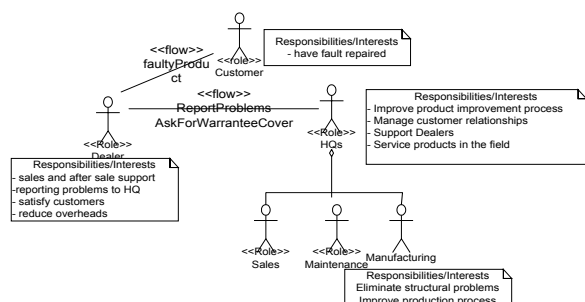 <<flow>>
faultyProdu
ct
<<role>>
Customer
Responsibilities/Interests
- have fault repaired
<<flow>>
ReportProblems
AskForWarranteeCover
<<Role>>
Dealer
<<Role>>
HQs
Responsibilities/Interests
- Improve product improvement process
- Manage customer relationships
- Support Dealers
- Service products in the field
Responsibilities/Interests
- sales and after sale support
-reporting problems to HQ
- satisfy customers
- reduce overheads
<<Role>>
Sales
<<Role>>
Maintenance
Manufacturing
Responsibilities/Interests
Eliminate structural problems
Improve production process